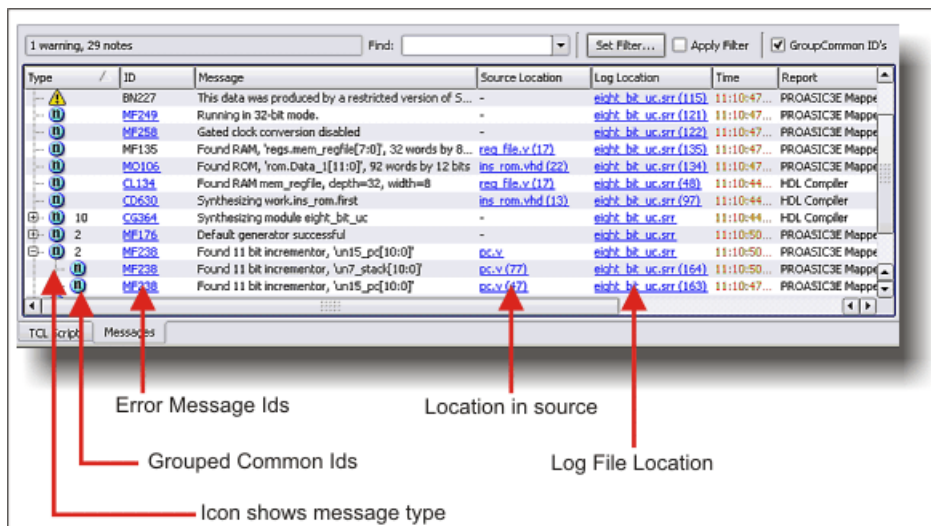 1 warning, 29 notes Find: Set Filter... Apply Filter GroupCommon ID's
Type / ID Message Source Location Log Location Time Report
BN227 This data was produced by a restricted version of S... - eight_bit_uc.srr (115) 11:10:47... PROASIC3E Mappe
n MF249 Running in 32-bit mode. - eight_bit_uc.srr (121) 11:10:47... PROASIC3E Mappe
n MF258 Gated clock conversion disabled - eight_bit_uc.srr (122) 11:10:47... PROASIC3E Mappe
n MF135 Found RAM, 'regs.mem_regfile[7:0]', 32 words by 8... reg_file.v (17) eight_bit_uc.srr (135) 11:10:47... PROASIC3E Mappe
n MO106 Found ROM, 'rom.Data_1[11:0]', 92 words by 12 bits ins_rom.vhd (22) eight_bit_uc.srr (134) 11:10:47... PROASIC3E Mappe
n CL134 Found RAM mem_regfile, depth=32, width=8 reg_file.v (17) eight_bit_uc.srr (48) 11:10:44... HDL Compiler
n CD630 Synthesizing work.ins_rom.first ins_rom.vhd (13) eight_bit_uc.srr (97) 11:10:44... HDL Compiler
n 10 CG364 Synthesizing module eight_bit_uc - eight_bit_uc.srr 11:10:44... HDL Compiler
n 2 MF176 Default generator successful - eight_bit_uc.srr 11:10:50... PROASIC3E Mappe
n 2 MF238 Found 11 bit incrementor, 'un15_pc[10:0]' pc.v eight_bit_uc.srr 11:10:50... PROASIC3E Mappe
n MF238 Found 11 bit incrementor, 'un7_stack[10:0]' pc.v (77) eight_bit_uc.srr (164) 11:10:50... PROASIC3E Mappe
n MF238 Found 11 bit incrementor, 'un15_pc[10:0]' pc.v (47) eight_bit_uc.srr (163) 11:10:47... PROASIC3E Mappe
TCL Script Messages
Error Message Ids Location in source
Grouped Common Ids Log File Location
Icon shows message type